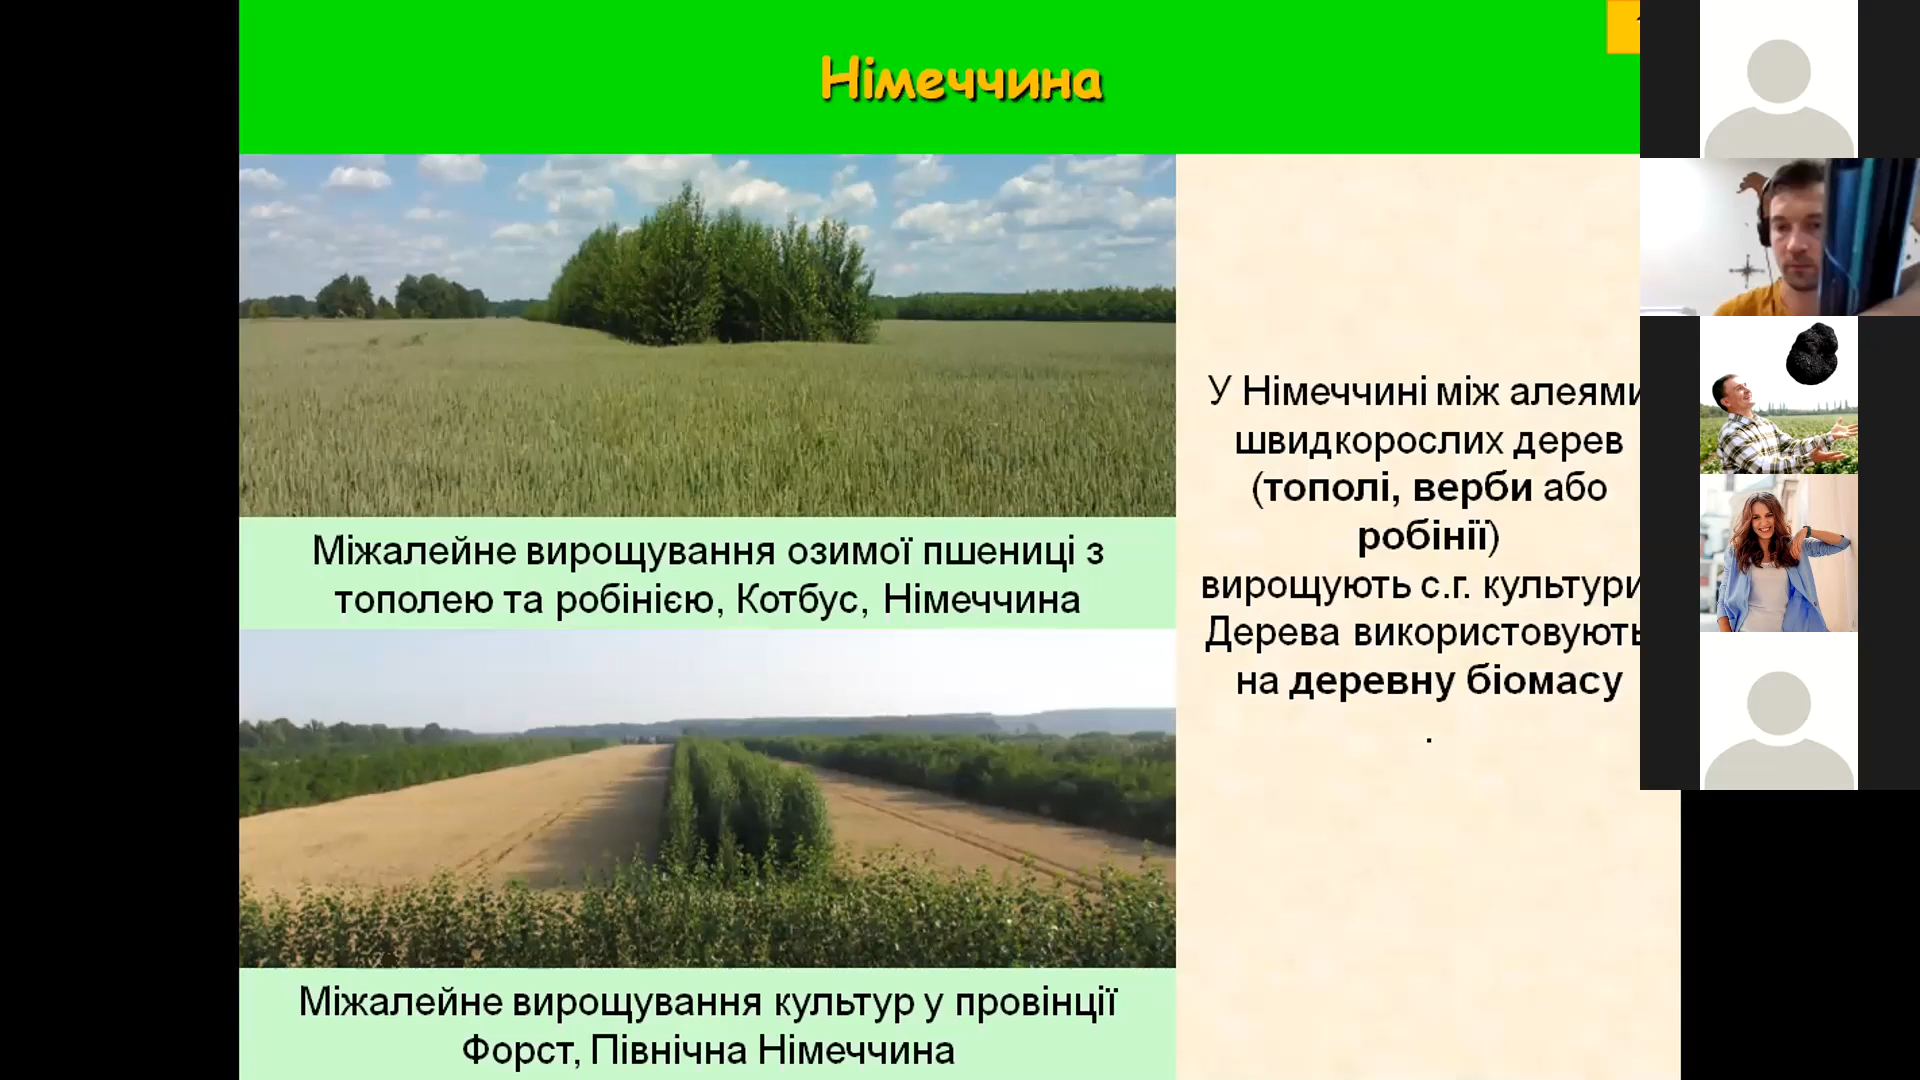 Німеччина
Міжалейне вирощування озимої пшениці з
тополею та робінією, Котбус, Німеччина
Міжалейне вирощування культур у провінції
Форст, Північна Німеччина
У Німеччині між алеями
швидкорослих дерев
(тополі, верби або
робінії)
вирощують с.г. культури
Дерева використовують
на деревну біомасу
.